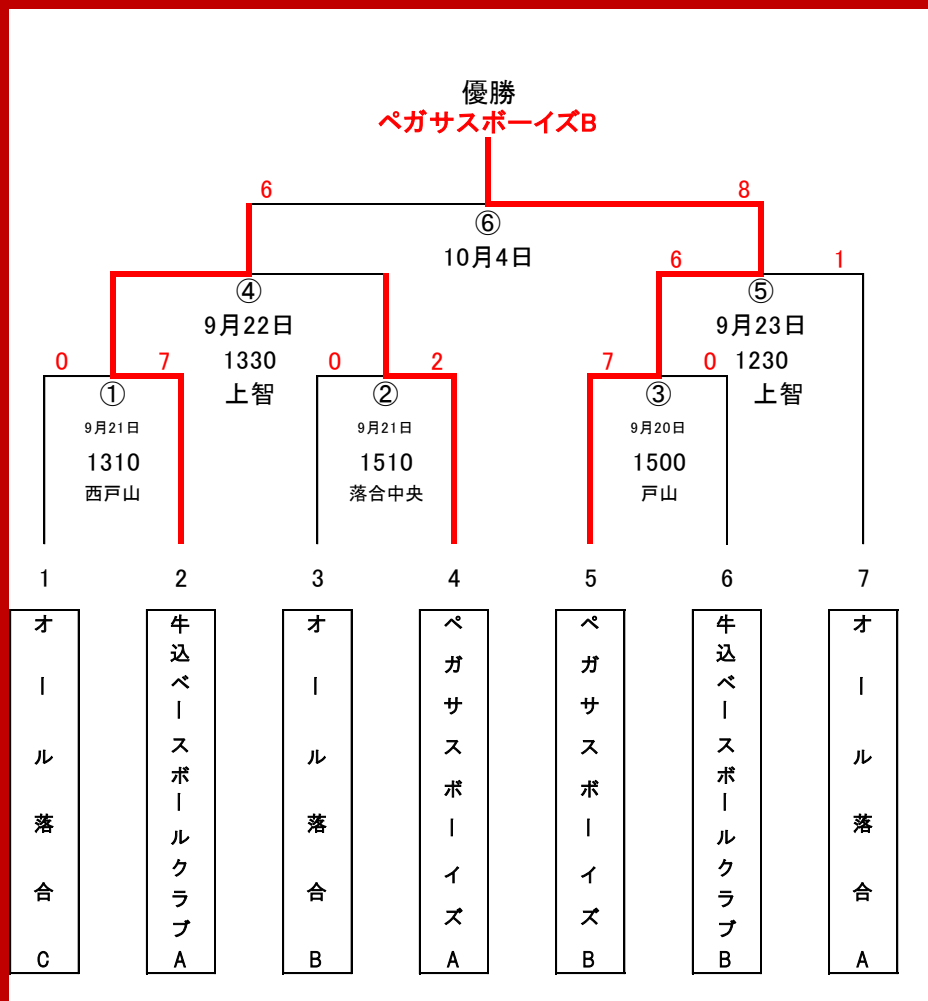 優勝
ペガサスボーイズB
6
8
⑥
10月4日
6
1
④
9月22日
1330
上智
⑤
9月23日
1230
上智
0
7
①
9月21日
1310
西戸山
0
2
②
9月21日
1510
落合中央
7
0
③
9月20日
1500
戸山
1
2
3
4
5
6
7
オール落合C
牛込ベースボールクラブA
オール落合B
ペガサスボーイズA
ペガサスボーイズB
牛込ベースボールクラブB
オール落合A